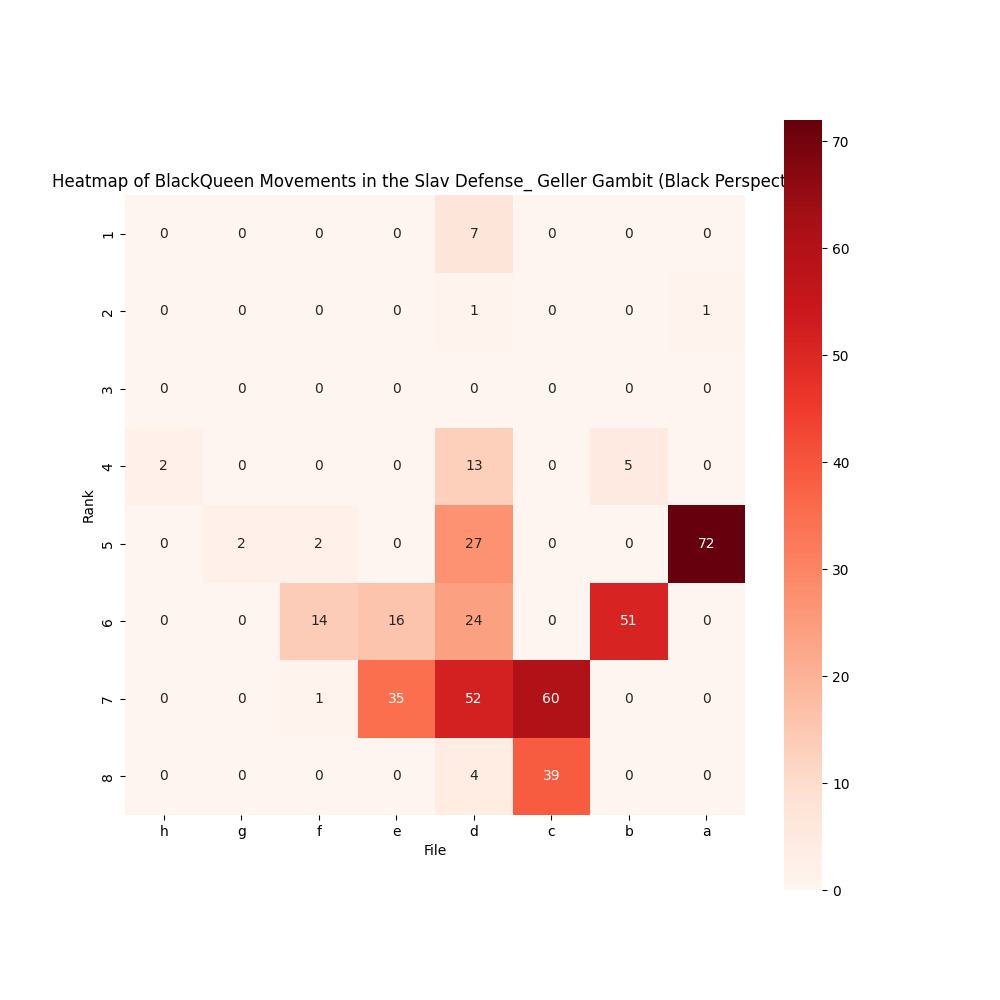 Heatmap of BlackQueen Movements in the Slav Defense_ Geller Gambit (Black Perspect
1 0 0 0 0 7 0 0 0
2 0 0 0 0 1 0 0 1
3 0 0 0 0 0 0 0 0
4 2 0 0 0 13 0 5 0
5 0 2 2 0 27 0 0 72
6 0 0 14 16 24 0 51 0
7 0 0 1 35 52 60 0 0
8 0 0 0 0 4 39 0 0
h g f e d c b a
File
Rank
70
60
50
40
30
20
10
0